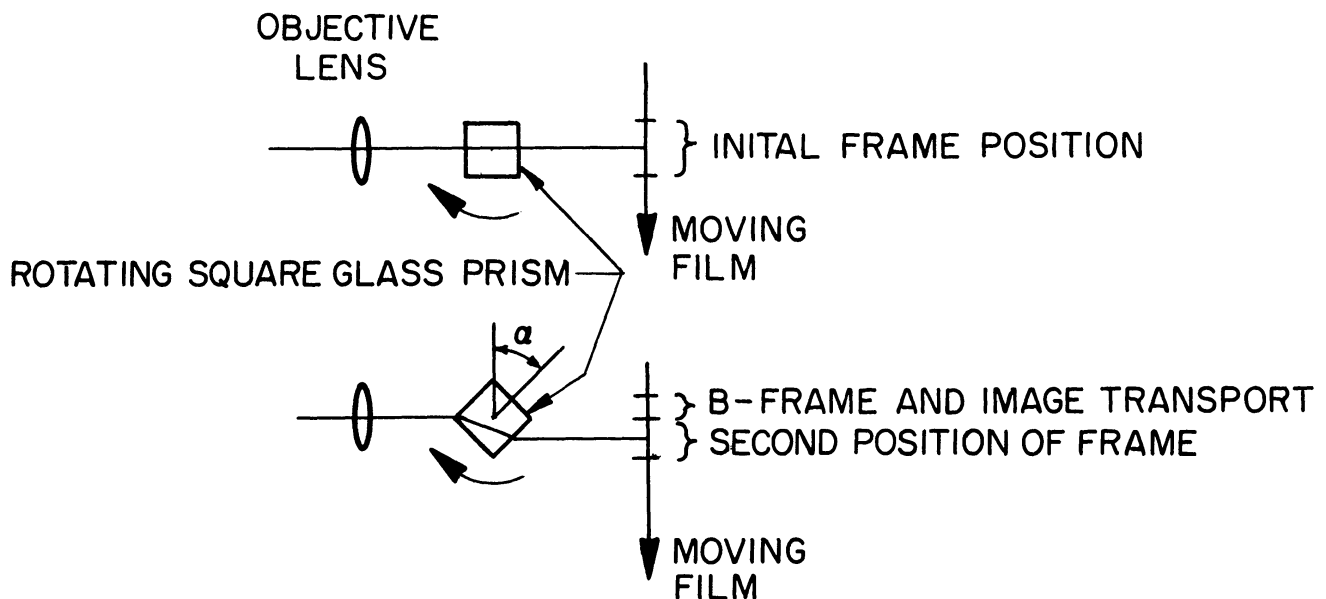 OBJECTIVE
LENS
INITAL FRAME POSITION
MOVING
FILM
ROTATING SQUARE GLASS PRISM
α
B-FRAME AND IMAGE TRANSPORT
SECOND POSITION OF FRAME
MOVING
FILM